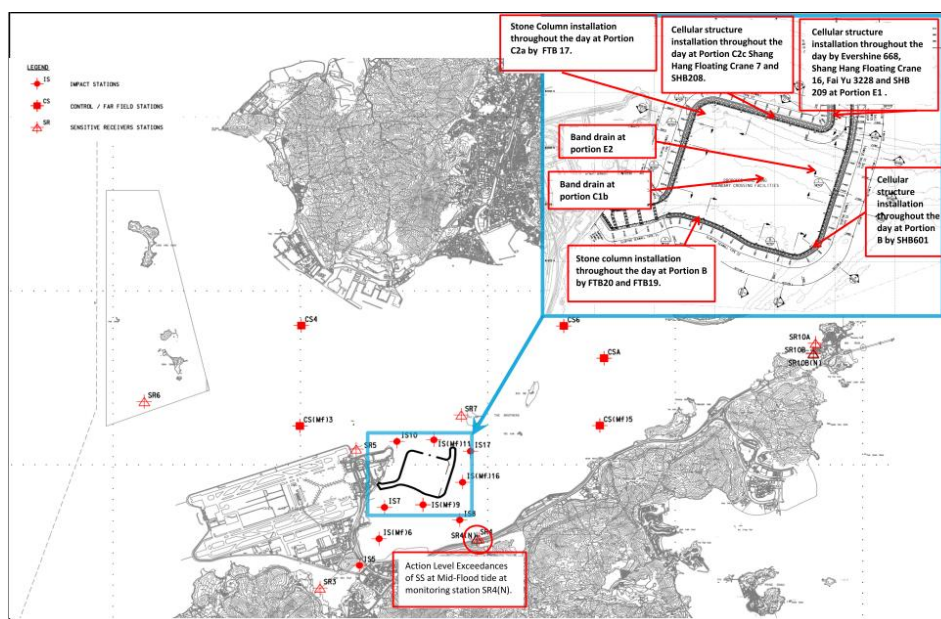 Stone Column installation
throughout the day at Portion
C2a by  FTB 17.
Cellular structure
installation throughout the
day at Portion C2c Shang
Hang Floating Crane 7 and
SHB208.
Cellular structure
installation throughout the
day by Evershine 668,
Shang Hang Floating Crane
16, Fai Yu 3228 and SHB
209 at Portion E1 .
LEGEND
IS IMPACT STATIONS
CS CONTROL / FAR FIELD STATIONS
SR SENSITIVE RECEIVERS STATIONS
Band drain at
portion E2
Band drain at
portion C1b
Cellular
structure
installation
throughout the
day at Portion
B by SHB601
Stone column installation
throughout the day at Portion B
by FTB20 and FTB19.
CS4
CS6
SR10A
SR10B
SR10B(N)
CSA
SR6
SR7
CS(Mf)3
CS(Mf)5
IS10
IS(Mf)11
IS17
SR5
IS(Mf)16
IS7
IS(Mf)9
IS8
IS(Mf)6
SR4(N)
SR4
IS5
SR3
Action Level Exceedances
of SS at Mid-Flood tide at
monitoring station SR4(N).